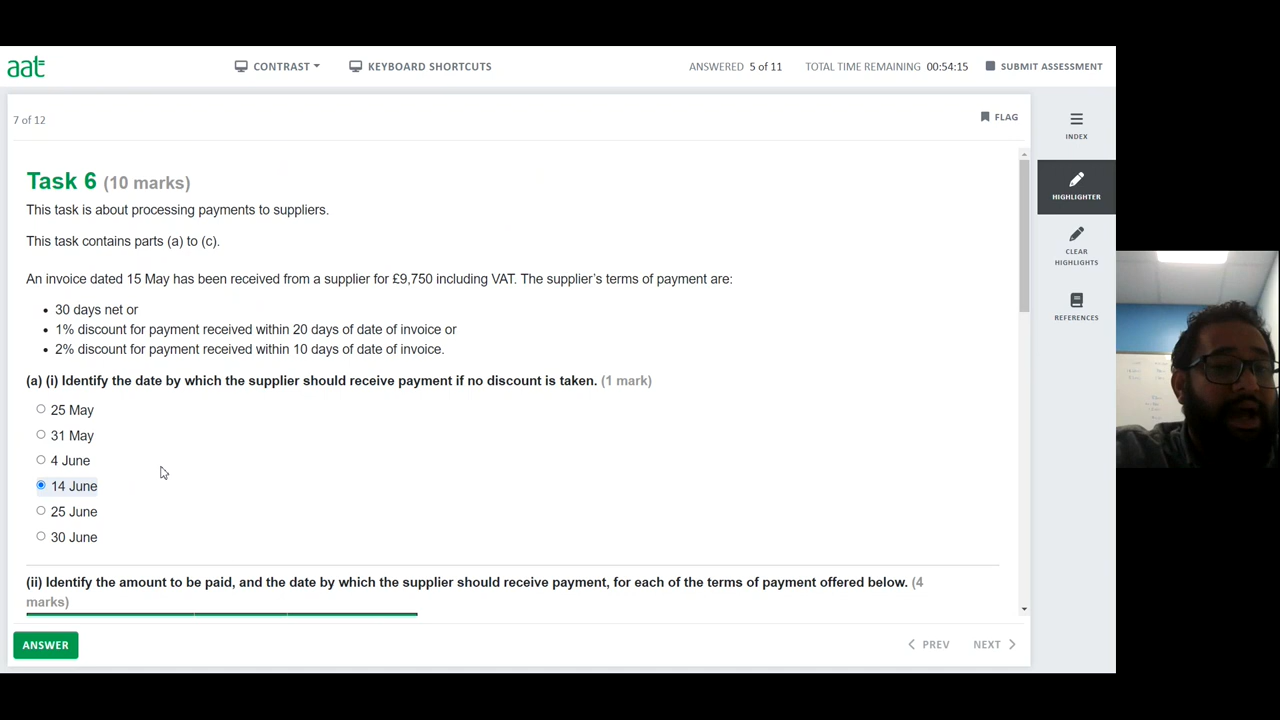 aat
CONTRAST
KEYBOARD SHORTCUTS
ANSWERED 5 of 11
TOTAL TIME REMAINING 00:54:15
SUBMIT ASSESSMENT
7 of 12
FLAG
INDEX
HIGHLIGHTER
CLEAR
HIGHLIGHTS
REFERENCES
Task 6 (10 marks)
This task is about processing payments to suppliers.
This task contains parts (a) to (c).
An invoice dated 15 May has been received from a supplier for £9,750 including VAT. The supplier's terms of payment are:
• 30 days net or
• 1% discount for payment received within 20 days of date of invoice or
• 2% discount for payment received within 10 days of date of invoice.
(a) (i) Identify the date by which the supplier should receive payment if no discount is taken. (1 mark)
25 May
31 May
4 June
14 June
25 June
30 June
(ii) Identify the amount to be paid, and the date by which the supplier should receive payment, for each of the terms of payment offered below. (4
marks)
ANSWER
PREV
NEXT